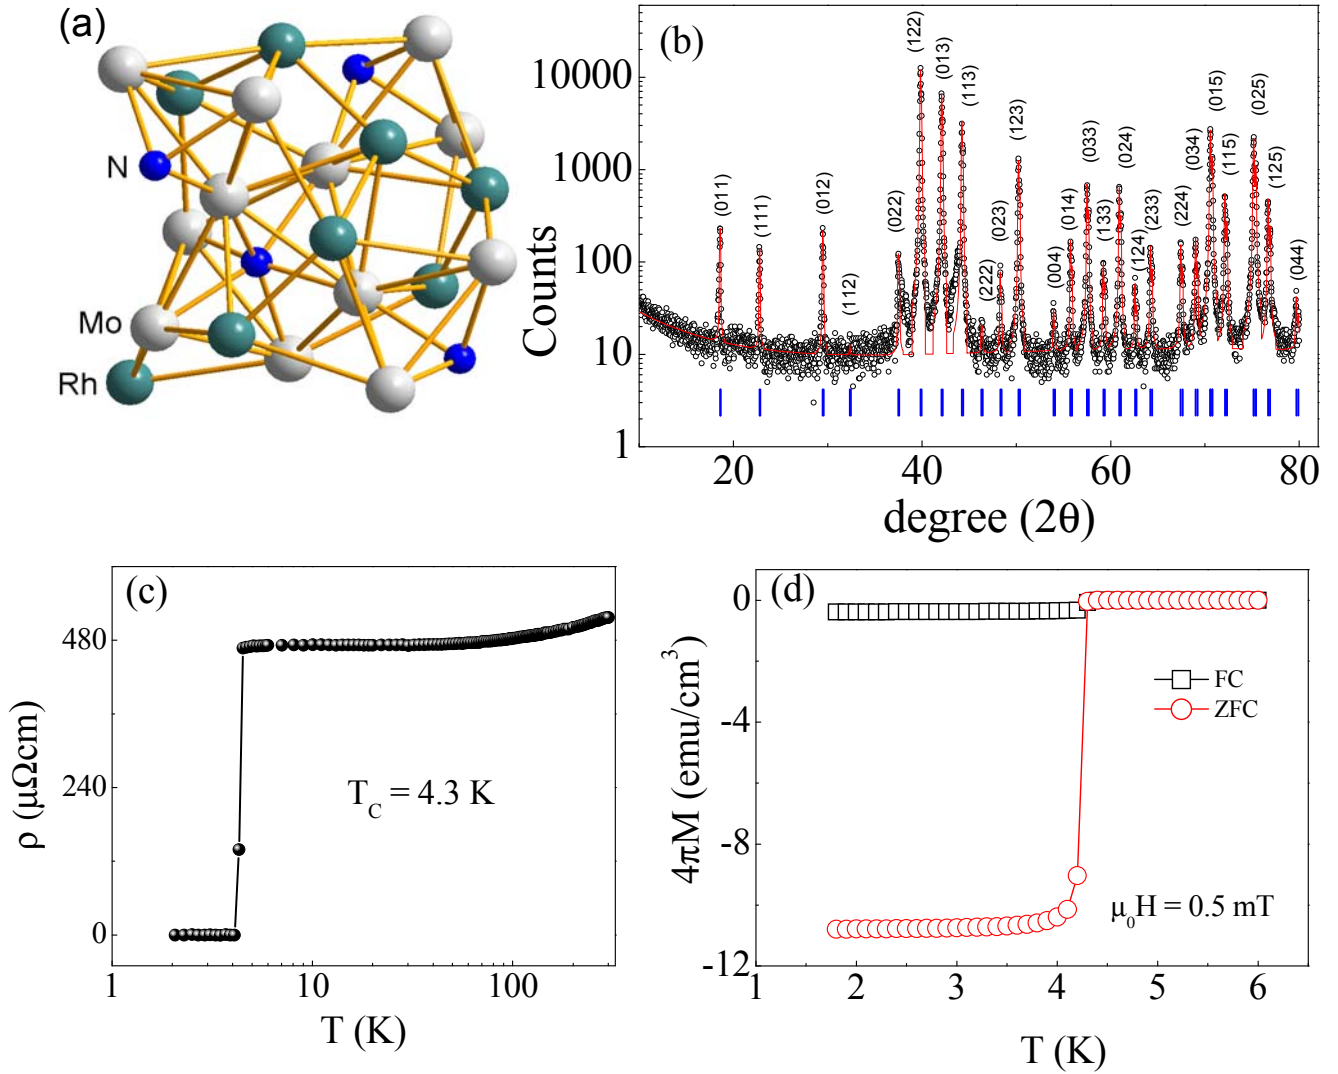 (a)
N
Mo
Rh
(b)
Counts
10000
1000
100
10
1
(011)
(111)
(012)
(112)
(022)
(122)
(013)
(113)
(222)
(023)
(123)
(004)
(014)
(033)
(133)
(024)
(124)
(233)
(224)
(034)
(015)
(115)
(025)
(125)
(044)
20
40
60
80
degree (2θ)
(c)
ρ (μΩcm)
480
240
0
T_C = 4.3 K
1
10
100
T (K)
(d)
4πM (emu/cm³)
0
-4
-8
-12
FC
ZFC
μ₀H = 0.5 mT
1
2
3
4
5
6
T (K)